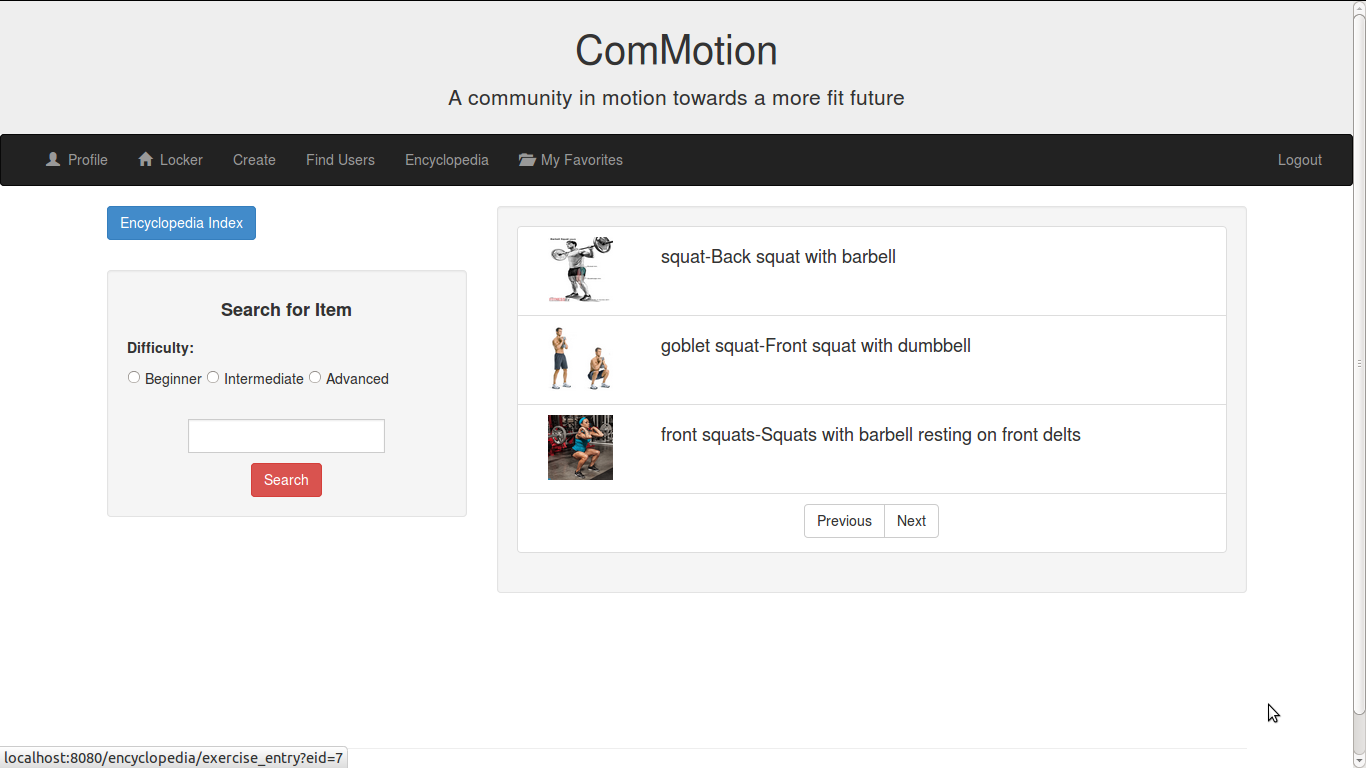 ComMotion
A community in motion towards a more fit future
Profile Locker Create Find Users Encyclopedia My Favorites Logout
Encyclopedia Index
Search for Item
Difficulty:
Beginner Intermediate Advanced
Search
squat-Back squat with barbell
goblet squat-Front squat with dumbbell
front squats-Squats with barbell resting on front delts
Previous Next
localhost:8080/encyclopedia/exercise_entry?eid=7